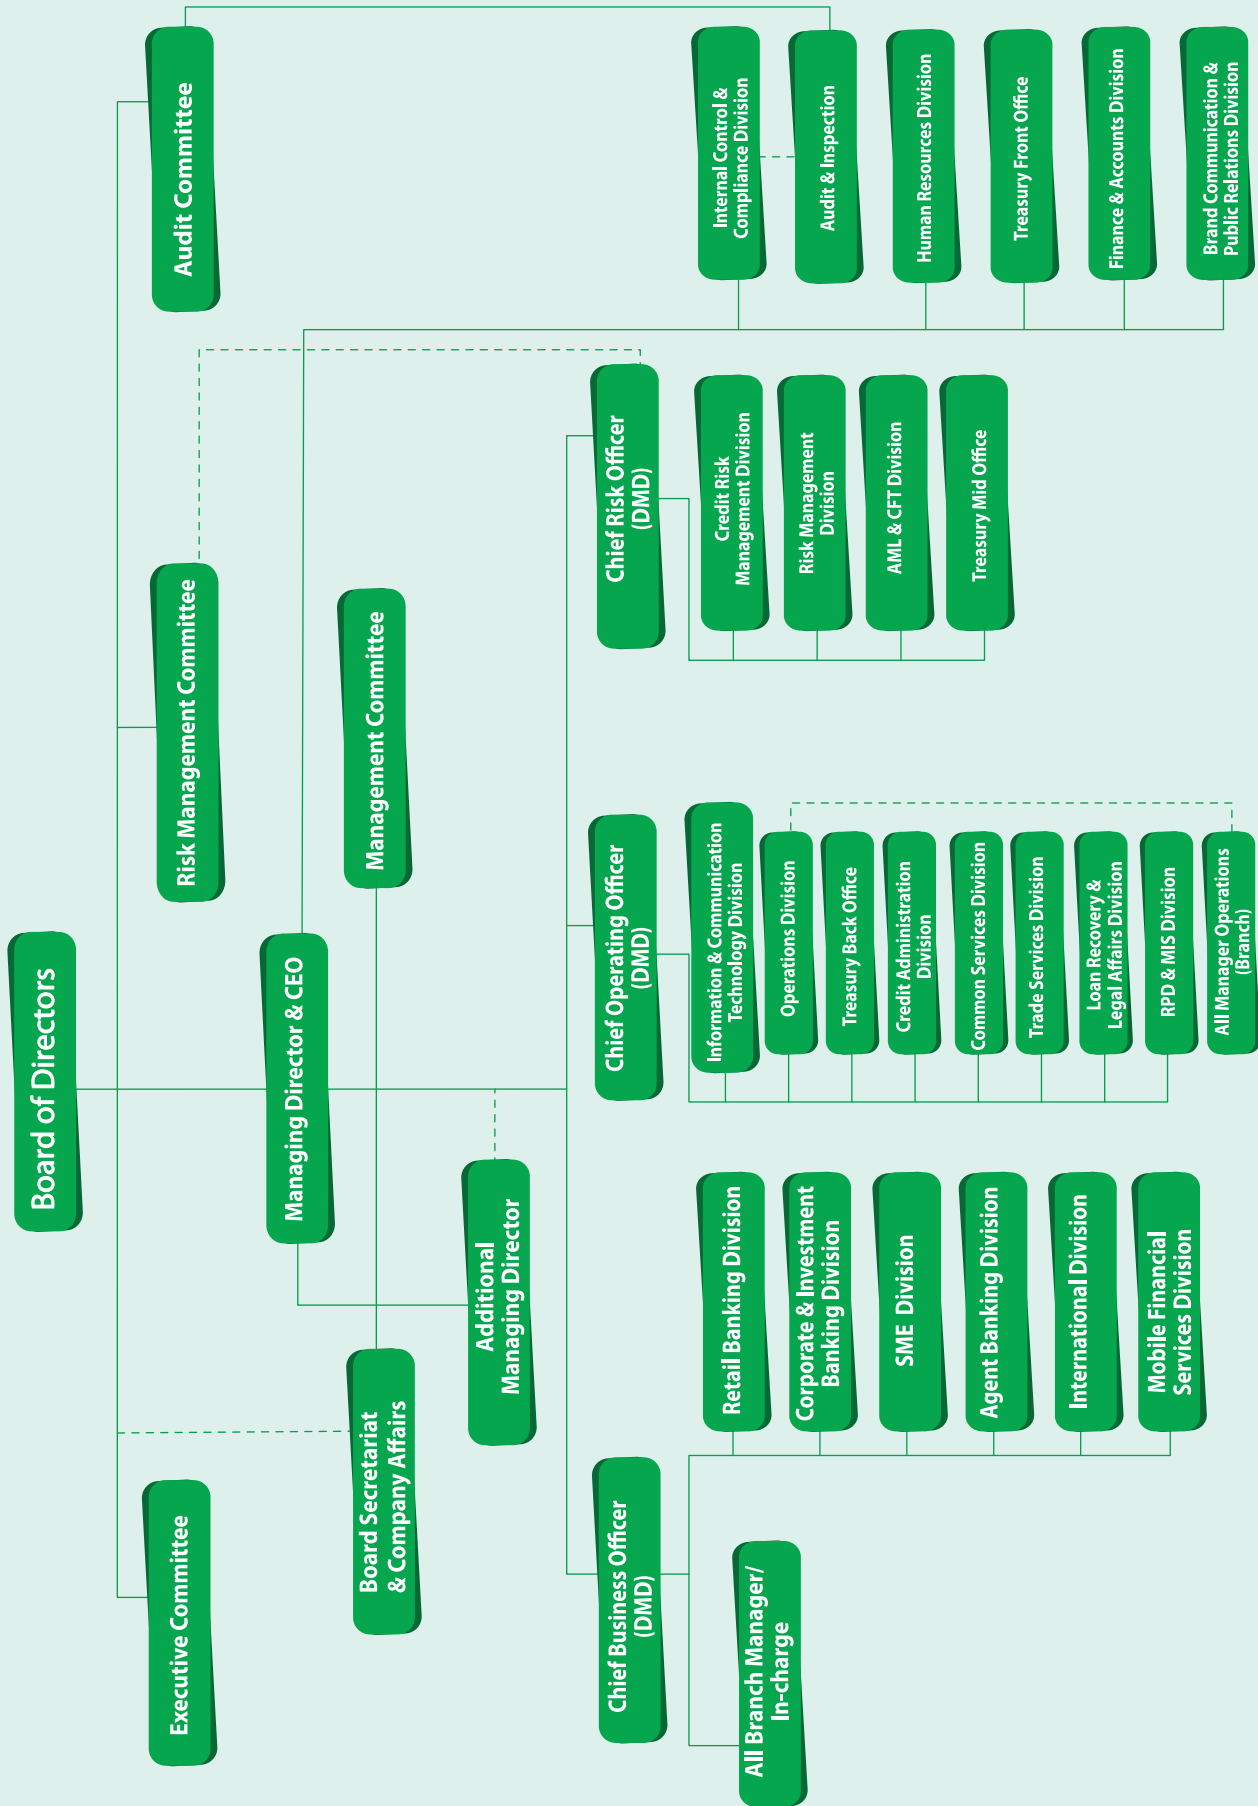 Board of Directors
Executive Committee
Risk Management Committee
Audit Committee
Managing Director & CEO
Board Secretariat
& Company Affairs
Management Committee
Additional
Managing Director
Chief Business Officer
(DMD)
Chief Operating Officer
(DMD)
Chief Risk Officer
(DMD)
All Branch Manager/
In-charge
Retail Banking Division
Corporate & Investment
Banking Division
SME Division
Agent Banking Division
International Division
Mobile Financial
Services Division
Information & Communication
Technology Division
Operations Division
Treasury Back Office
Credit Administration
Division
Common Services Division
Trade Services Division
Loan Recovery &
Legal Affairs Division
RPD & MIS Division
All Manager Operations
(Branch)
Credit Risk
Management Division
Risk Management
Division
AML & CFT Division
Treasury Mid Office
Internal Control &
Compliance Division
Audit & Inspection
Human Resources Division
Treasury Front Office
Finance & Accounts Division
Brand Communication &
Public Relations Division